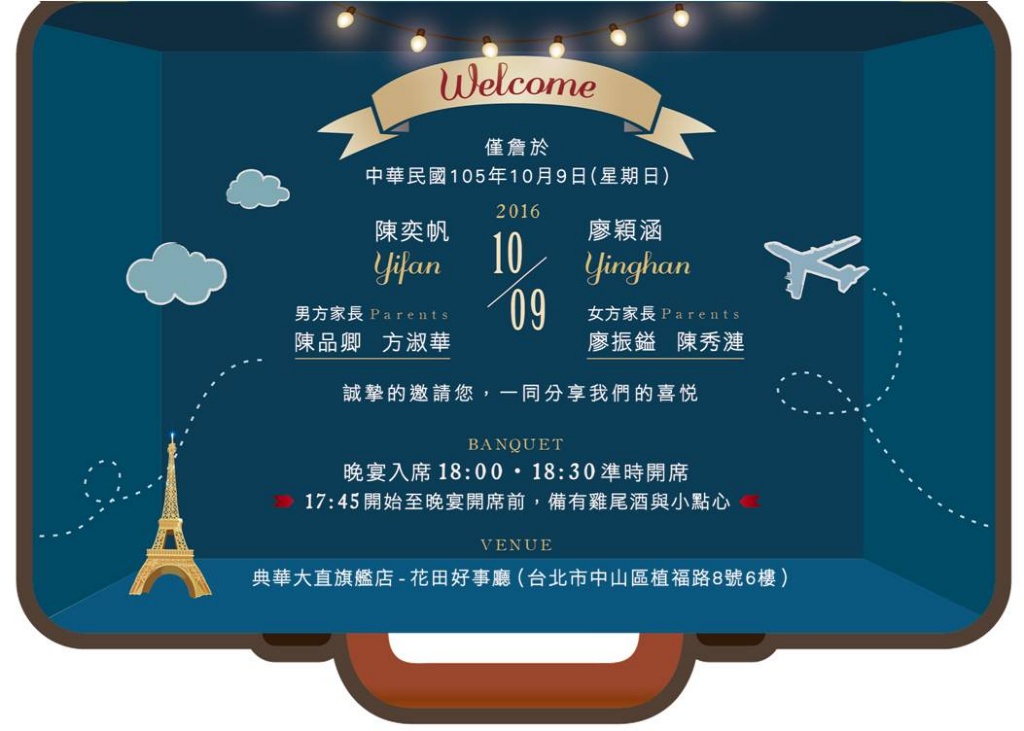 Welcome
僅詹於
中華民國105年10月9日(星期日)
2016
10/09
陳奕帆
Yifan
男方家長 Parents
陳品卿 方淑華
廖穎涵
Yinghan
女方家長 Parents
廖振鎰 陳秀漣
誠摯的邀請您，一同分享我們的喜悅
BANQUET
晚宴入席 18:00・18:30 準時開席
17:45 開始至晚宴開席前，備有雞尾酒與小點心
VENUE
典華大直旗艦店 - 花田好事廳 (台北市中山區植福路8號6樓)